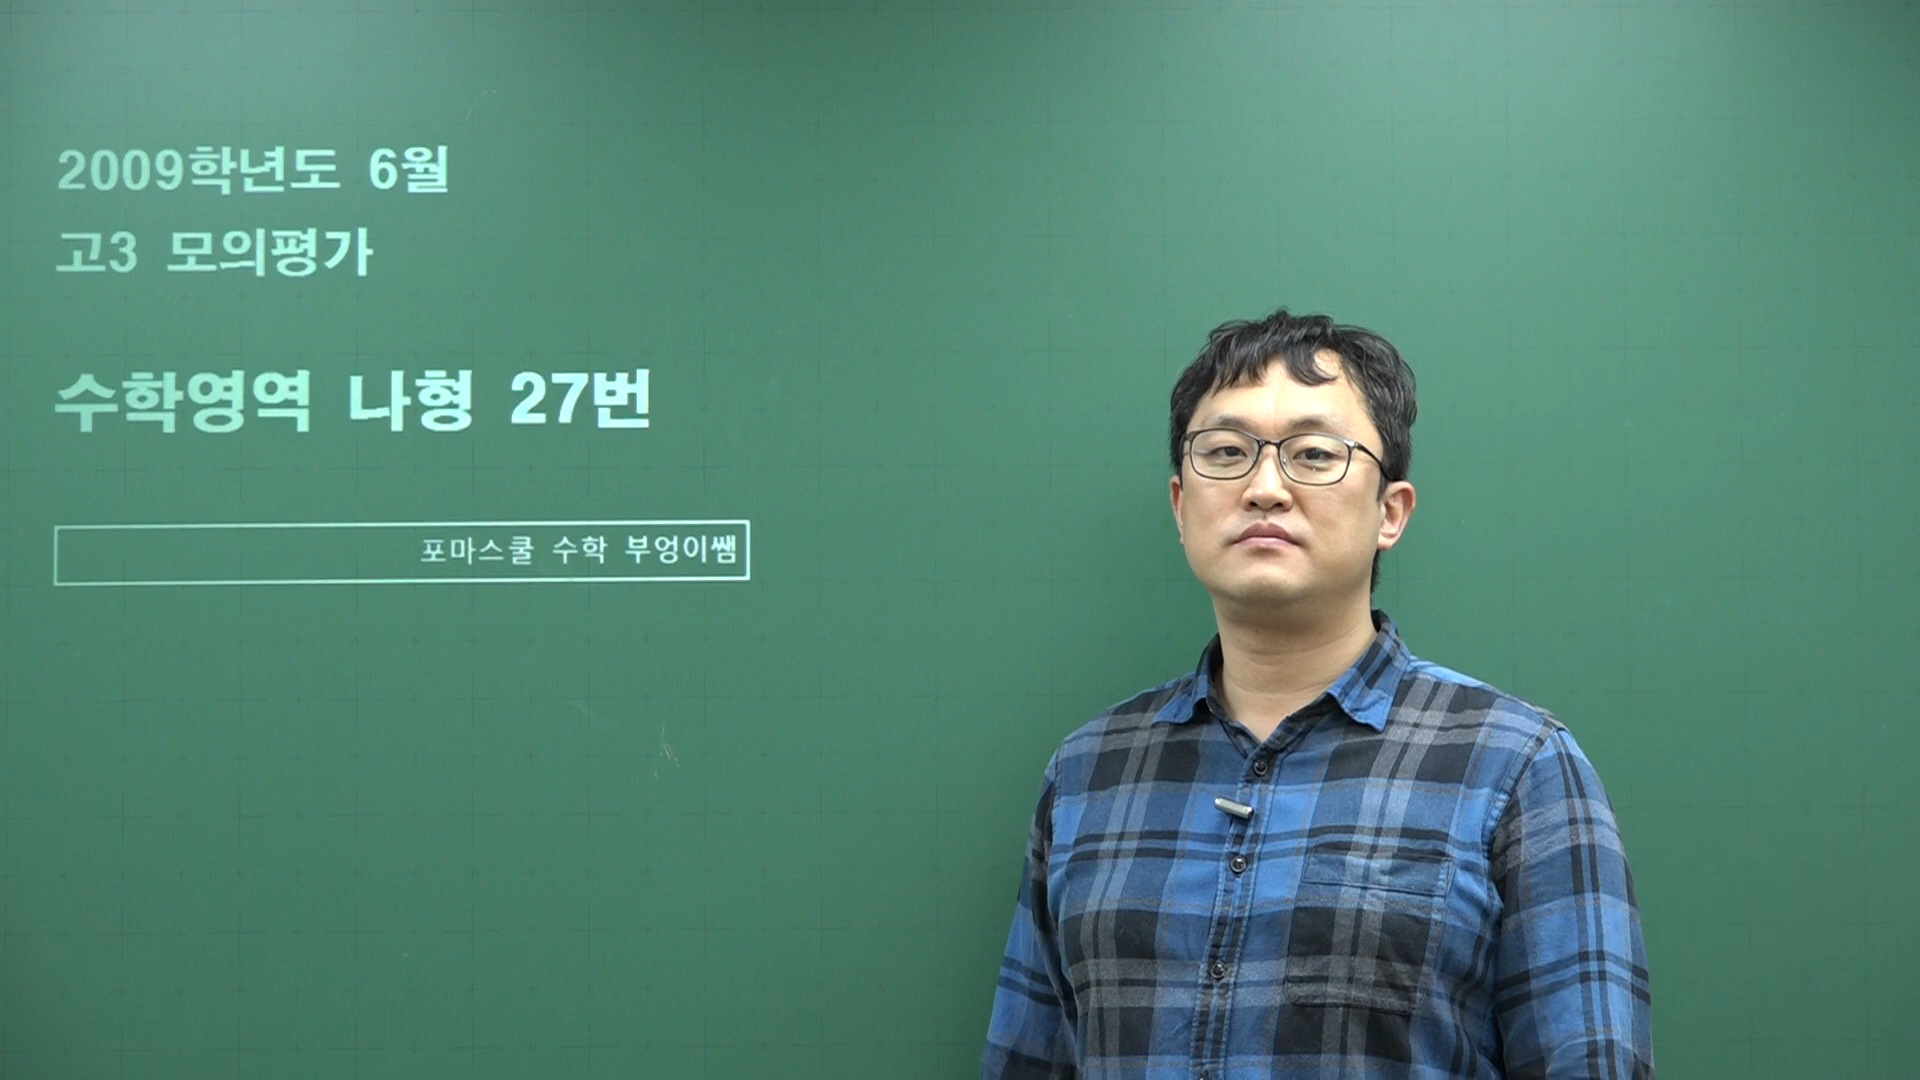 2009학년도 6월
고3 모의평가
수학영역 나형 27번
포마스쿨 수학 부엉이쌤